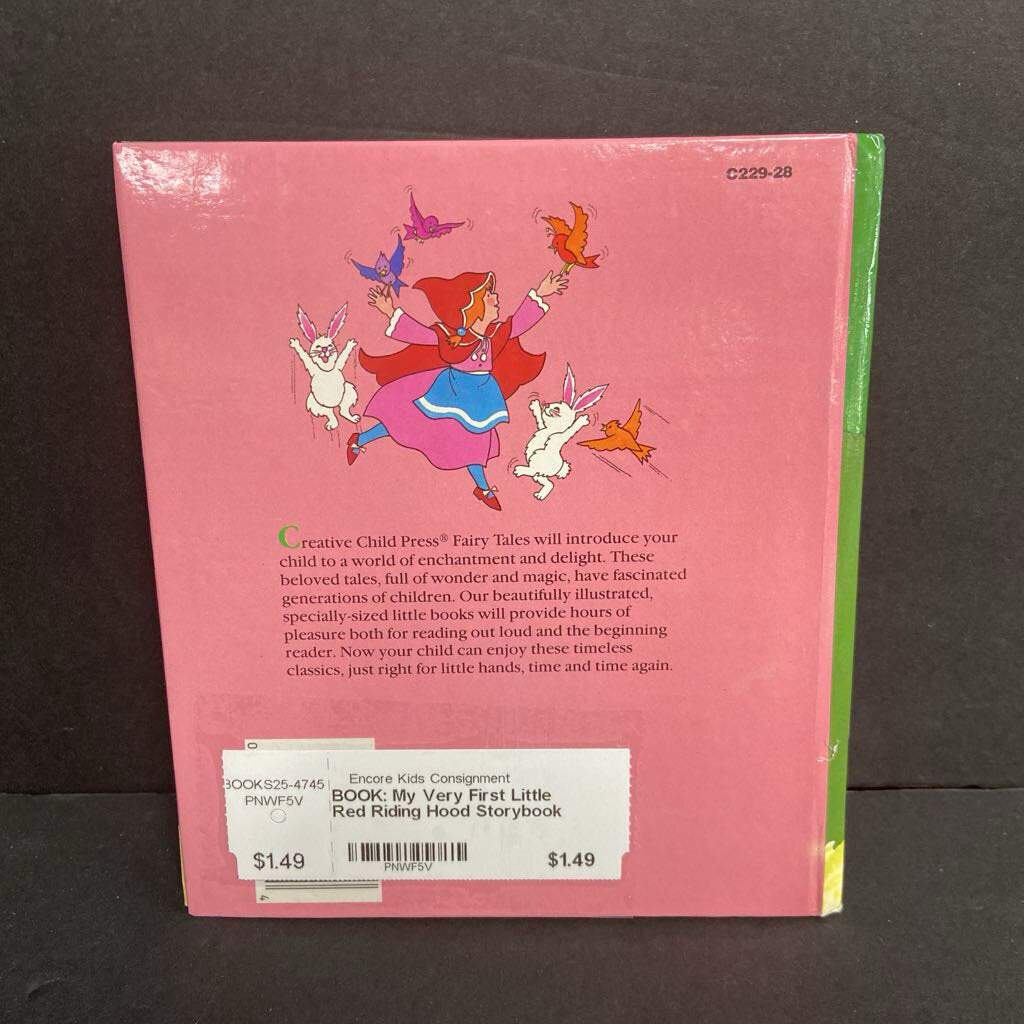 C229-28
Creative Child Press® Fairy Tales will introduce your
child to a world of enchantment and delight. These
beloved tales, full of wonder and magic, have fascinated
generations of children. Our beautifully illustrated,
specially-sized little books will provide hours of
pleasure both for reading out loud and the beginning
reader. Now your child can enjoy these timeless
classics, just right for little hands, time and time again.
0
BOOKS25-4745
PNWF5V
$1.49
Encore Kids Consignment
BOOK: My Very First Little
Red Riding Hood Storybook
PNWF5V
$1.49
4